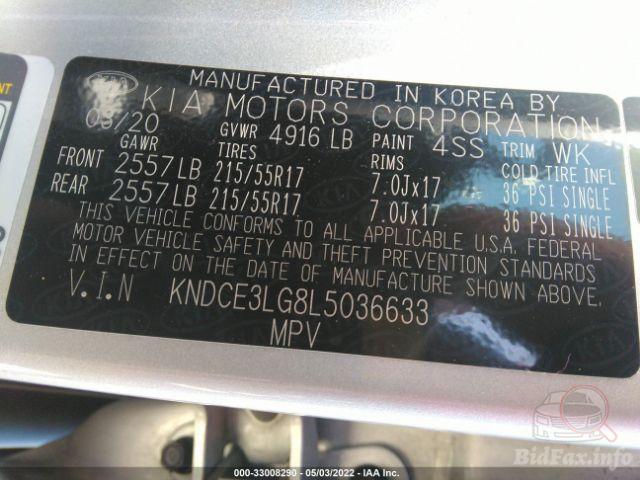 MANUFACTURED IN KOREA BY
KIA MOTORS CORPORATION
03/20 GVWR 4916 LB PAINT 4SS TRIM WK
GAWR TIRES RIMS COLD TIRE INFL
FRONT 2557LB 215/55R17 7.0Jx17 36 PSI SINGLE
REAR 2557LB 215/55R17 7.0Jx17 36 PSI SINGLE
THIS VEHICLE CONFORMS TO ALL APPLICABLE U.S.A. FEDERAL
MOTOR VEHICLE SAFETY AND THEFT PREVENTION STANDARDS
IN EFFECT ON THE DATE OF MANUFACTURE SHOWN ABOVE.
V.I.N KNDCE3LG8L5036633
MPV
BidFax.info
000-33008290 - 05/03/2022 - IAA Inc.